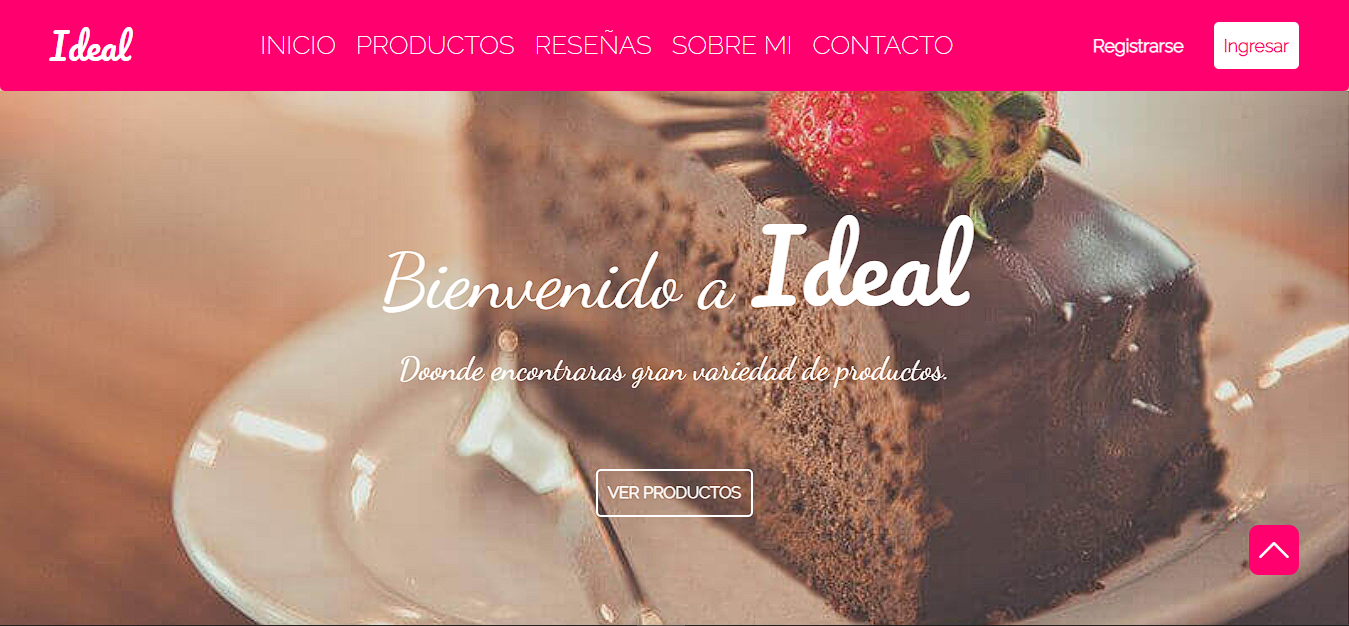 Ideal INICIO PRODUCTOS RESEÑAS SOBRE MI CONTACTO Registrarse Ingresar
Bienvenido a Ideal
Doonde encontraras gran variedad de productos.
VER PRODUCTOS